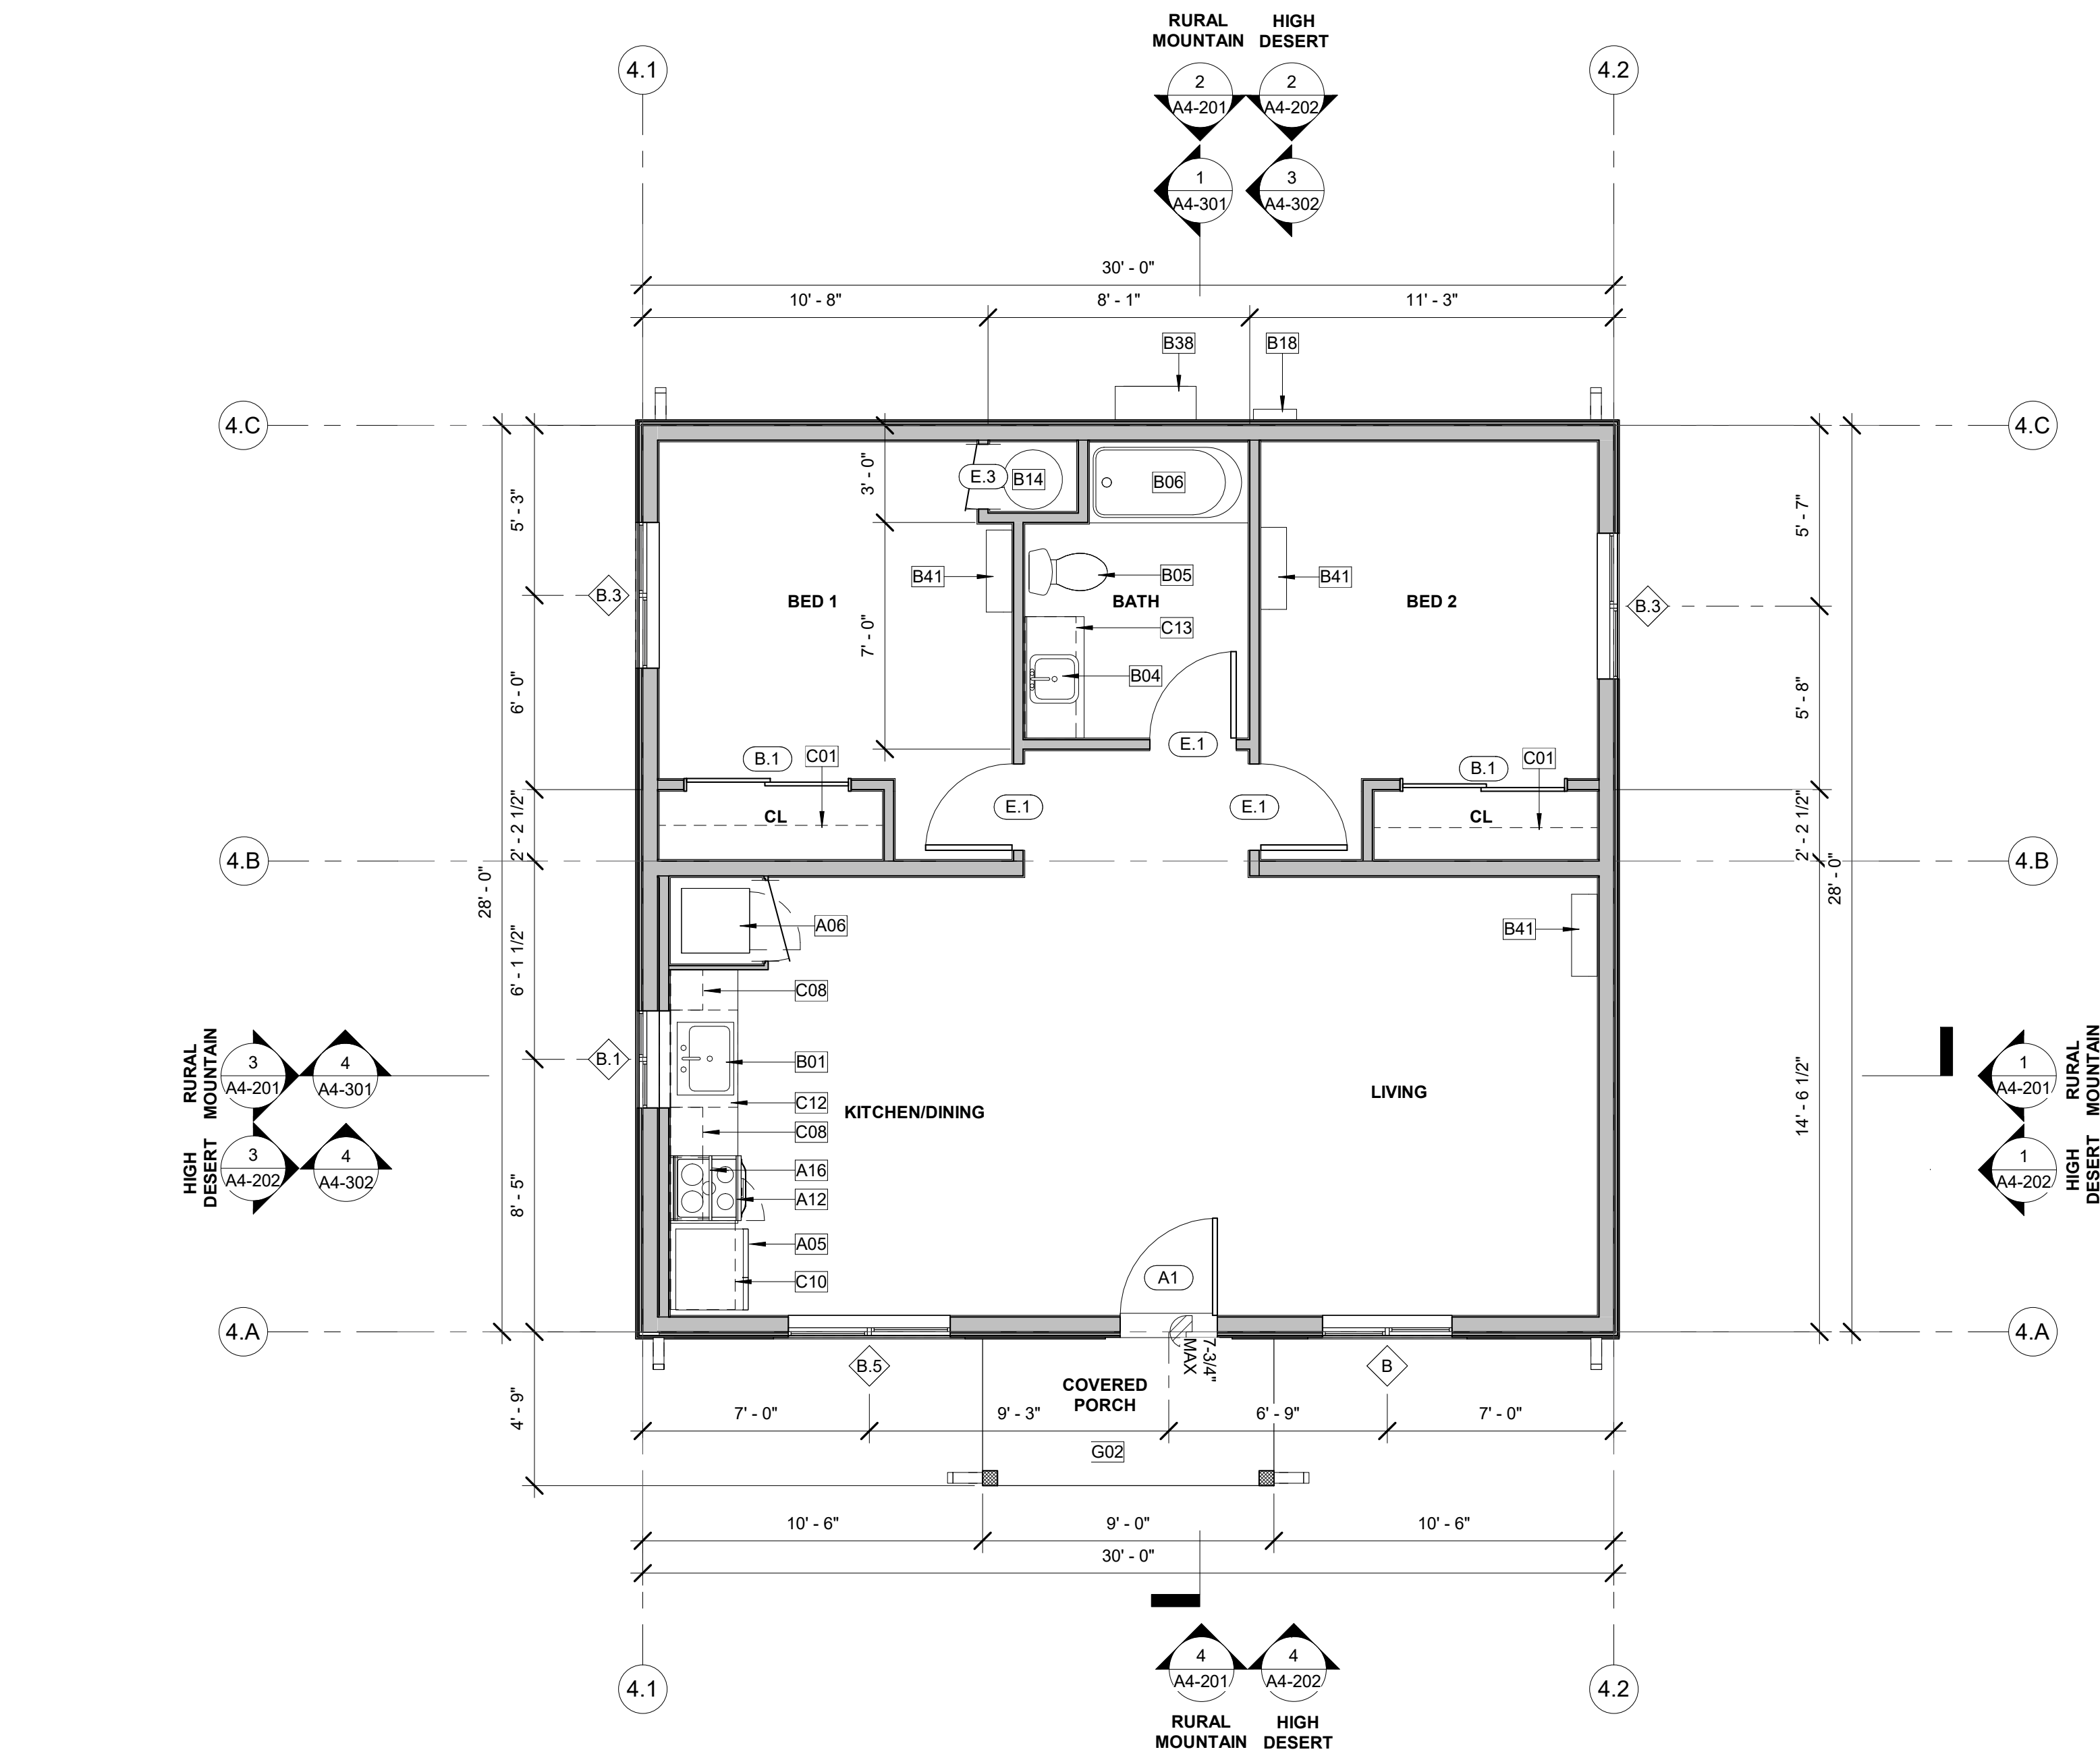 RURAL MOUNTAIN
HIGH DESERT
4.1
4.2
2
A4-201
2
A4-202
1
A4-301
3
A4-302
30' - 0"
10' - 8"
8' - 1"
11' - 3"
B38
B18
4.C
4.C
5' - 3"
3' - 0"
E.3
B14
B06
5' - 7"
B41
B05
B41
B.3
BED 1
BATH
BED 2
B.3
7' - 0"
C13
6' - 0"
B04
5' - 8"
B.1
C01
E.1
B.1
C01
2' - 2 1/2"
CL
E.1
E.1
CL
2' - 2 1/2"
4.B
4.B
28' - 0"
28' - 0"
A06
B41
6' - 1 1/2"
C08
RURAL MOUNTAIN
3
A4-201
4
A4-301
B.1
B01
C12
KITCHEN/DINING
LIVING
C08
14' - 6 1/2"
1
A4-201
RURAL MOUNTAIN
HIGH DESERT
3
A4-202
4
A4-302
A16
A12
8' - 5"
1
A4-202
HIGH DESERT
A05
C10
A1
4.A
4.A
7-3/4"
MAX
B.5
B
COVERED
PORCH
4' - 9"
7' - 0"
9' - 3"
6' - 9"
7' - 0"
G02
10' - 6"
9' - 0"
10' - 6"
30' - 0"
4.1
4.2
4
A4-201
4
A4-202
RURAL MOUNTAIN
HIGH DESERT